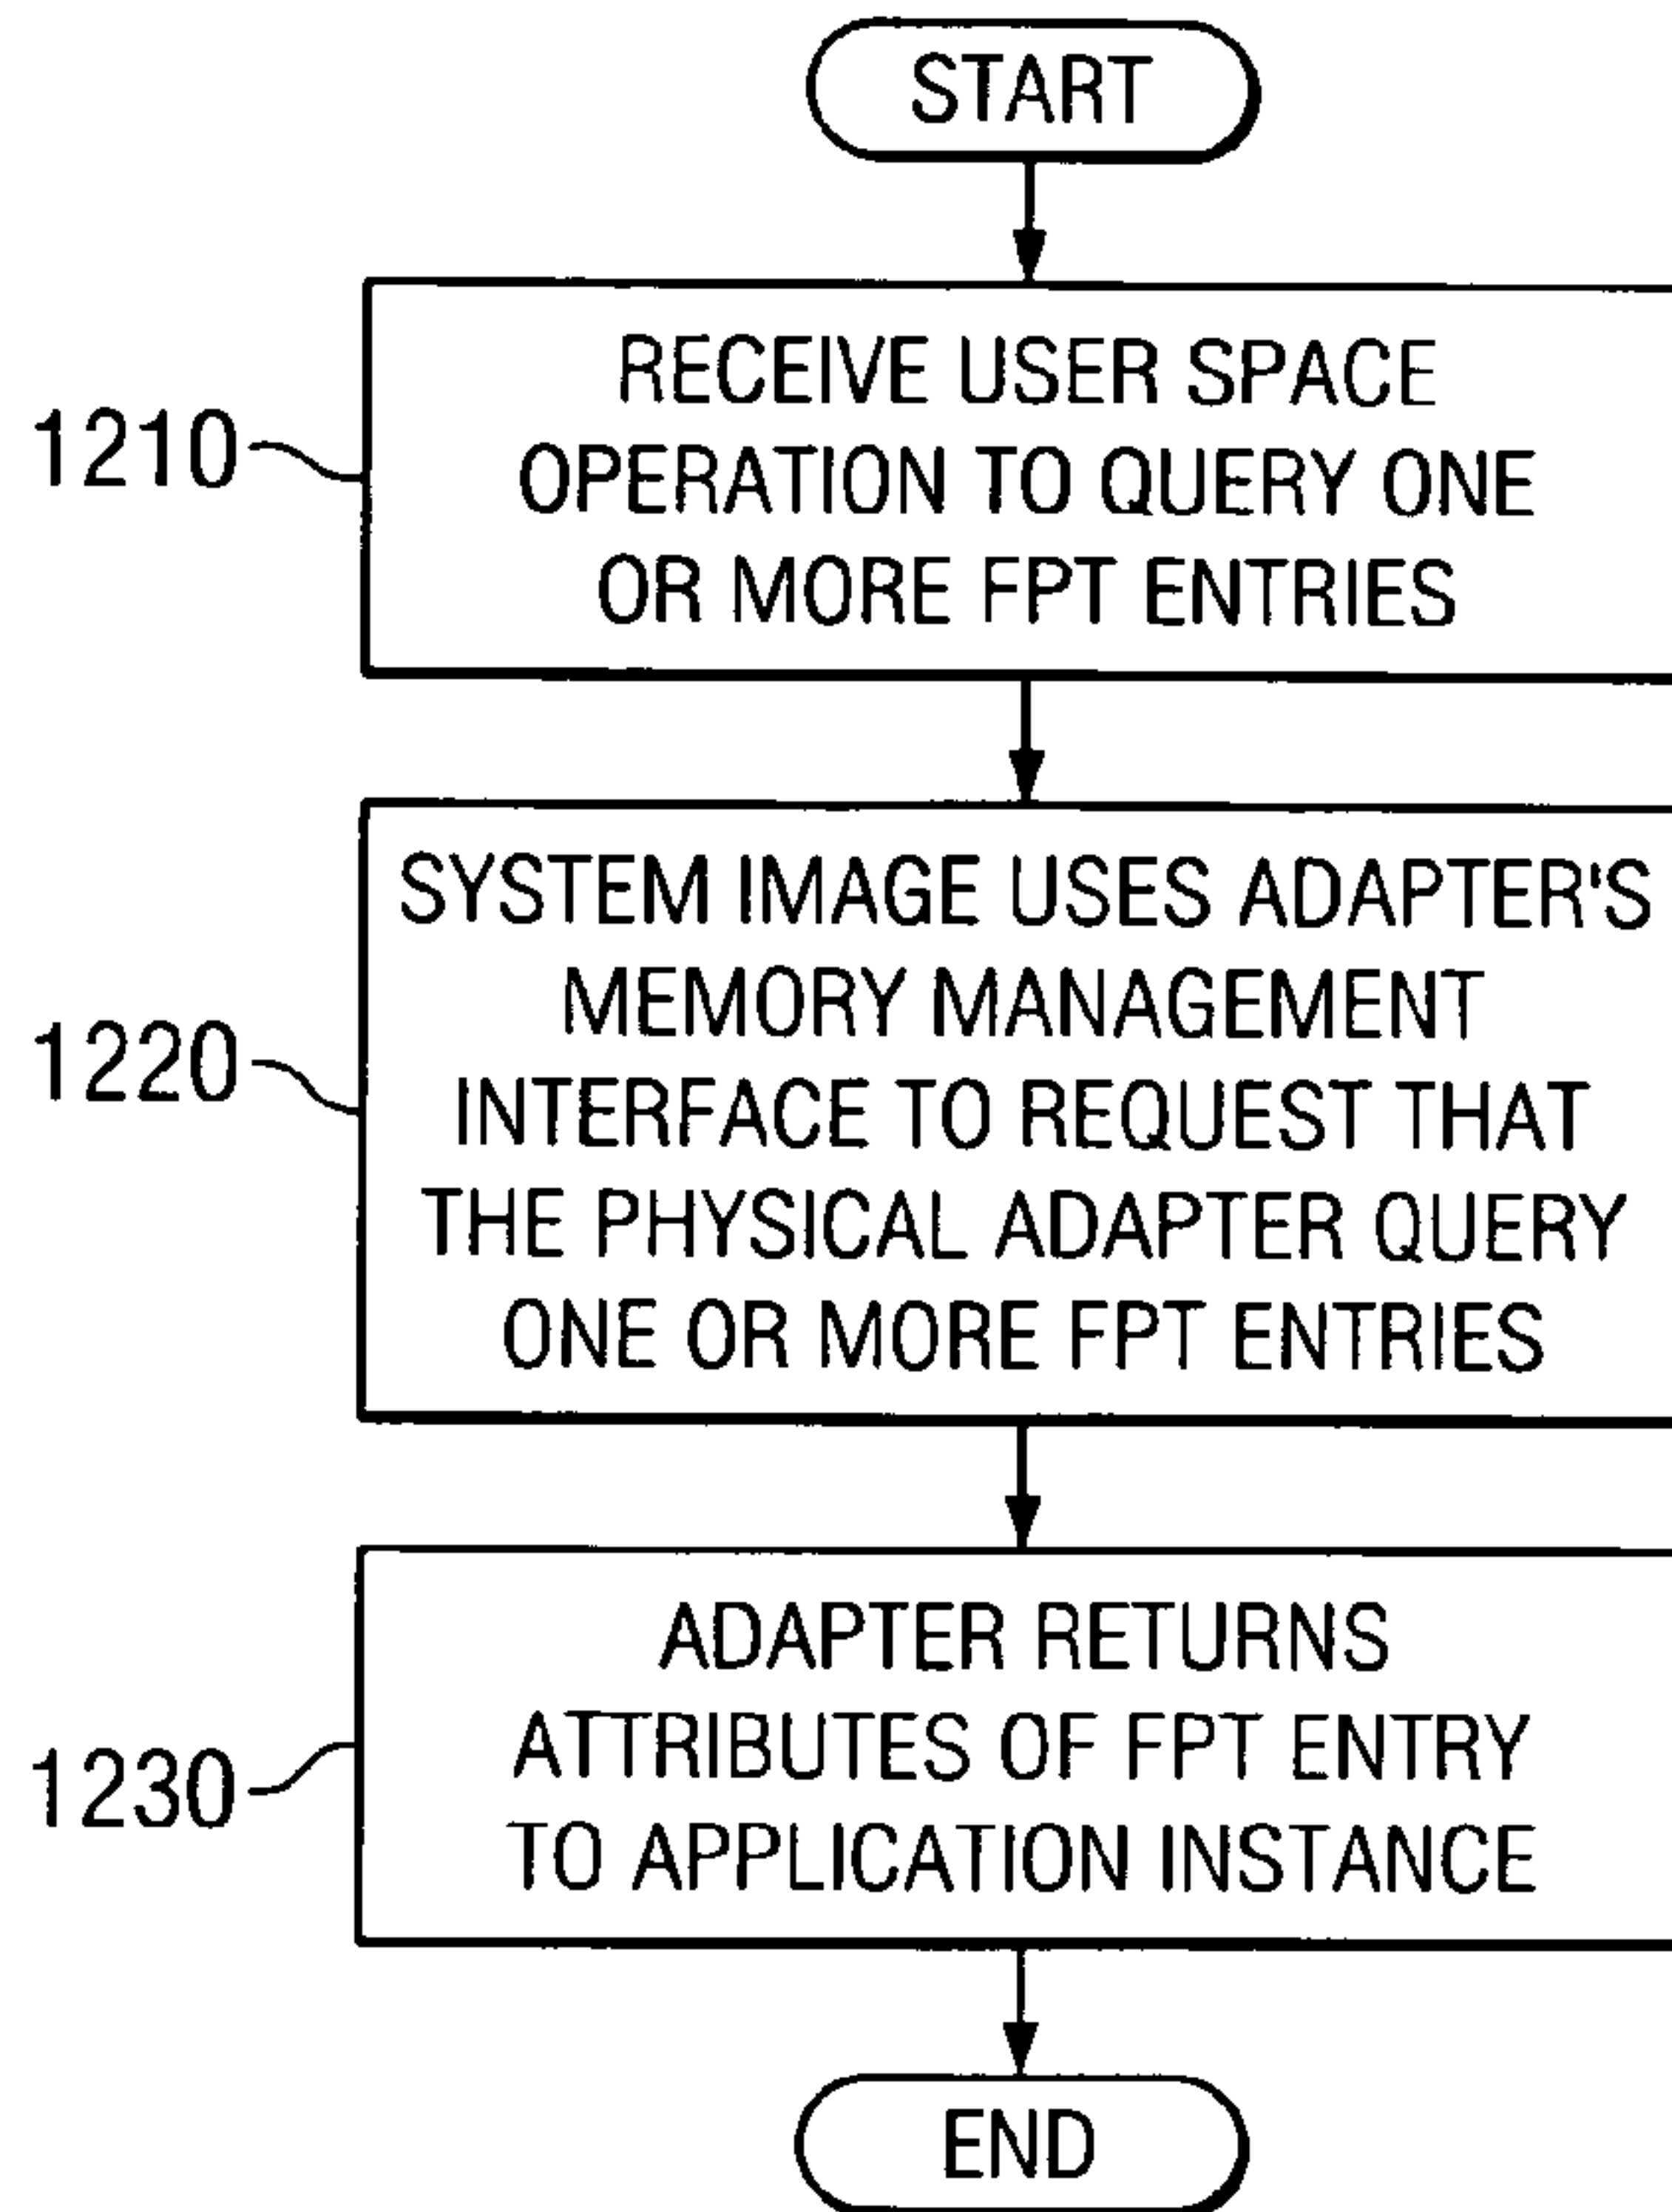 START
1210
RECEIVE USER SPACE
OPERATION TO QUERY ONE
OR MORE FPT ENTRIES
1220
SYSTEM IMAGE USES ADAPTER'S
MEMORY MANAGEMENT
INTERFACE TO REQUEST THAT
THE PHYSICAL ADAPTER QUERY
ONE OR MORE FPT ENTRIES
1230
ADAPTER RETURNS
ATTRIBUTES OF FPT ENTRY
TO APPLICATION INSTANCE
END